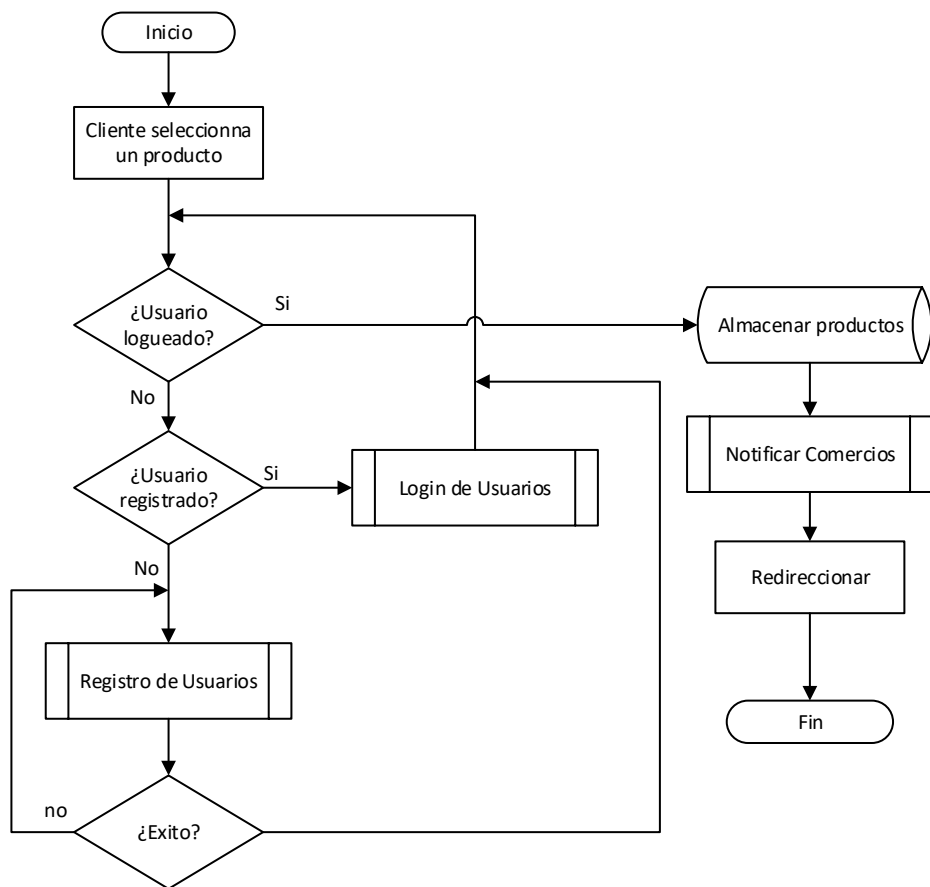 Inicio
Cliente seleccionna
un producto
¿Usuario
logueado?
Si
Almacenar productos
No
¿Usuario
registrado?
Si
Login de Usuarios
Notificar Comercios
No
Redireccionar
Registro de Usuarios
Fin
no
¿Exito?